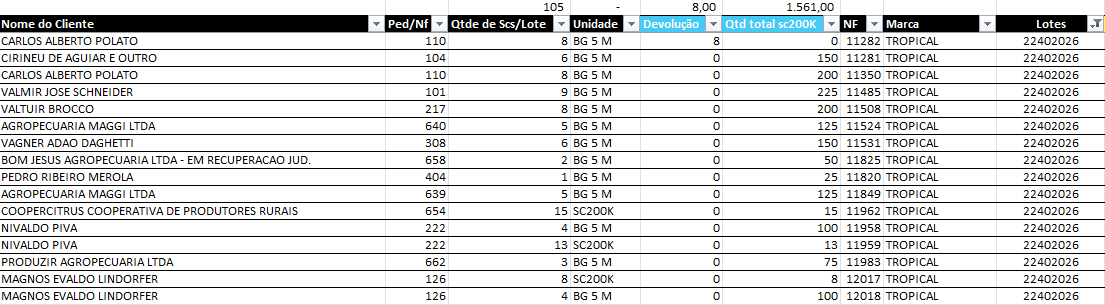 105 - 8,00 1.561,00
Nome do Cliente Ped/Nf Qtde de Scs/Lote Unidade Devolução Qtd total sc200K NF Marca Lotes
CARLOS ALBERTO POLATO 110 8 BG 5 M 8 0 11282 TROPICAL 22402026
CIRINEU DE AGUIAR E OUTRO 104 6 BG 5 M 0 150 11281 TROPICAL 22402026
CARLOS ALBERTO POLATO 110 8 BG 5 M 0 200 11350 TROPICAL 22402026
VALMIR JOSE SCHNEIDER 101 9 BG 5 M 0 225 11485 TROPICAL 22402026
VALTUIR BROCCO 217 8 BG 5 M 0 200 11508 TROPICAL 22402026
AGROPECUARIA MAGGI LTDA 640 5 BG 5 M 0 125 11524 TROPICAL 22402026
VAGNER ADAO DAGHETTI 308 6 BG 5 M 0 150 11531 TROPICAL 22402026
BOM JESUS AGROPECUARIA LTDA - EM RECUPERACAO JUD. 658 2 BG 5 M 0 50 11825 TROPICAL 22402026
PEDRO RIBEIRO MEROLA 404 1 BG 5 M 0 25 11820 TROPICAL 22402026
AGROPECUARIA MAGGI LTDA 639 5 BG 5 M 0 125 11849 TROPICAL 22402026
COOPERCITRUS COOPERATIVA DE PRODUTORES RURAIS 654 15 SC200K 0 15 11962 TROPICAL 22402026
NIVALDO PIVA 222 4 BG 5 M 0 100 11958 TROPICAL 22402026
NIVALDO PIVA 222 13 SC200K 0 13 11959 TROPICAL 22402026
PRODUZIR AGROPECUARIA LTDA 662 3 BG 5 M 0 75 11983 TROPICAL 22402026
MAGNOS EVALDO LINDORFER 126 8 SC200K 0 8 12017 TROPICAL 22402026
MAGNOS EVALDO LINDORFER 126 4 BG 5 M 0 100 12018 TROPICAL 22402026